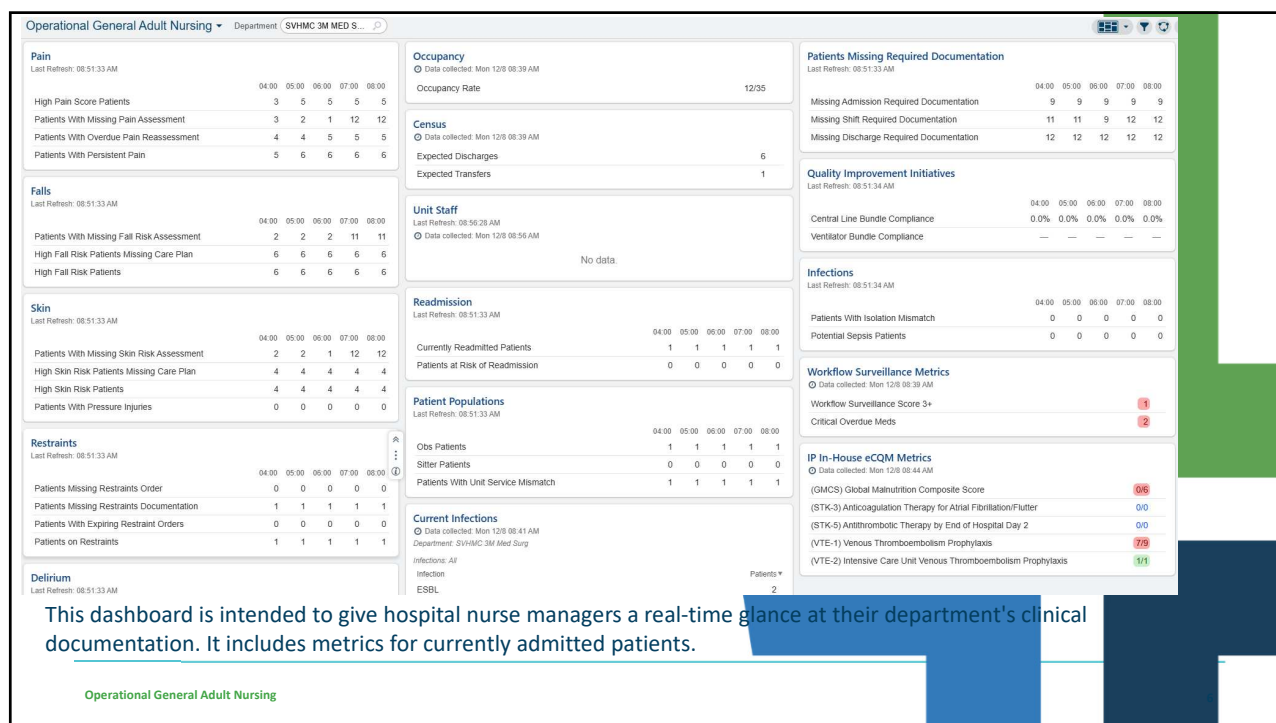 Operational General Adult Nursing Department SVHMC 3M MED S...
Pain
Last Refresh: 08:51:33 AM
04:00 05:00 06:00 07:00 08:00
High Pain Score Patients 3 5 5 5 5
Patients With Missing Pain Assessment 3 2 1 12 12
Patients With Overdue Pain Reassessment 4 4 5 5 5
Patients With Persistent Pain 5 6 6 6 6
Falls
Last Refresh: 08:51:33 AM
04:00 05:00 06:00 07:00 08:00
Patients With Missing Fall Risk Assessment 2 2 2 11 11
High Fall Risk Patients Missing Care Plan 6 6 6 6 6
High Fall Risk Patients 6 6 6 6 6
Skin
Last Refresh: 08:51:33 AM
04:00 05:00 06:00 07:00 08:00
Patients With Missing Skin Risk Assessment 2 2 1 12 12
High Skin Risk Patients Missing Care Plan 4 4 4 4 4
High Skin Risk Patients 4 4 4 4 4
Patients With Pressure Injuries 0 0 0 0 0
Restraints
Last Refresh: 08:51:33 AM
04:00 05:00 06:00 07:00 08:00
Patients Missing Restraints Order 0 0 0 0 0
Patients Missing Restraints Documentation 1 1 1 1 1
Patients With Expiring Restraint Orders 0 0 0 0 0
Patients on Restraints 1 1 1 1 1
Delirium
Last Refresh: 08:51:33 AM
Occupancy
Data collected: Mon 12/8 08:39 AM
Occupancy Rate 12/35
Census
Data collected: Mon 12/8 08:39 AM
Expected Discharges 6
Expected Transfers 1
Unit Staff
Last Refresh: 08:56:28 AM
Data collected: Mon 12/8 08:56 AM
No data.
Readmission
Last Refresh: 08:51:33 AM
04:00 05:00 06:00 07:00 08:00
Currently Readmitted Patients 1 1 1 1 1
Patients at Risk of Readmission 0 0 0 0 0
Patient Populations
Last Refresh: 08:51:33 AM
04:00 05:00 06:00 07:00 08:00
Obs Patients 1 1 1 1 1
Sitter Patients 0 0 0 0 0
Patients With Unit Service Mismatch 1 1 1 1 1
Current Infections
Data collected: Mon 12/8 08:41 AM
Department: SVHMC 3M Med Surg
Infections: All
Infection Patients
ESBL 2
Patients Missing Required Documentation
Last Refresh: 08:51:33 AM
04:00 05:00 06:00 07:00 08:00
Missing Admission Required Documentation 9 9 9 9 9
Missing Shift Required Documentation 11 11 9 12 12
Missing Discharge Required Documentation 12 12 12 12 12
Quality Improvement Initiatives
Last Refresh: 08:51:34 AM
04:00 05:00 06:00 07:00 08:00
Central Line Bundle Compliance 0.0% 0.0% 0.0% 0.0% 0.0%
Ventilator Bundle Compliance — — — — —
Infections
Last Refresh: 08:51:34 AM
04:00 05:00 06:00 07:00 08:00
Patients With Isolation Mismatch 0 0 0 0 0
Potential Sepsis Patients 0 0 0 0 0
Workflow Surveillance Metrics
Data collected: Mon 12/8 08:39 AM
Workflow Surveillance Score 3+ 1
Critical Overdue Meds 2
IP In-House eCQM Metrics
Data collected: Mon 12/8 08:44 AM
(GMCS) Global Malnutrition Composite Score 0/6
(STK-3) Anticoagulation Therapy for Atrial Fibrillation/Flutter 0/0
(STK-5) Antithrombotic Therapy by End of Hospital Day 2 0/0
(VTE-1) Venous Thromboembolism Prophylaxis 7/9
(VTE-2) Intensive Care Unit Venous Thromboembolism Prophylaxis 1/1
This dashboard is intended to give hospital nurse managers a real-time glance at their department's clinical
documentation. It includes metrics for currently admitted patients.
Operational General Adult Nursing